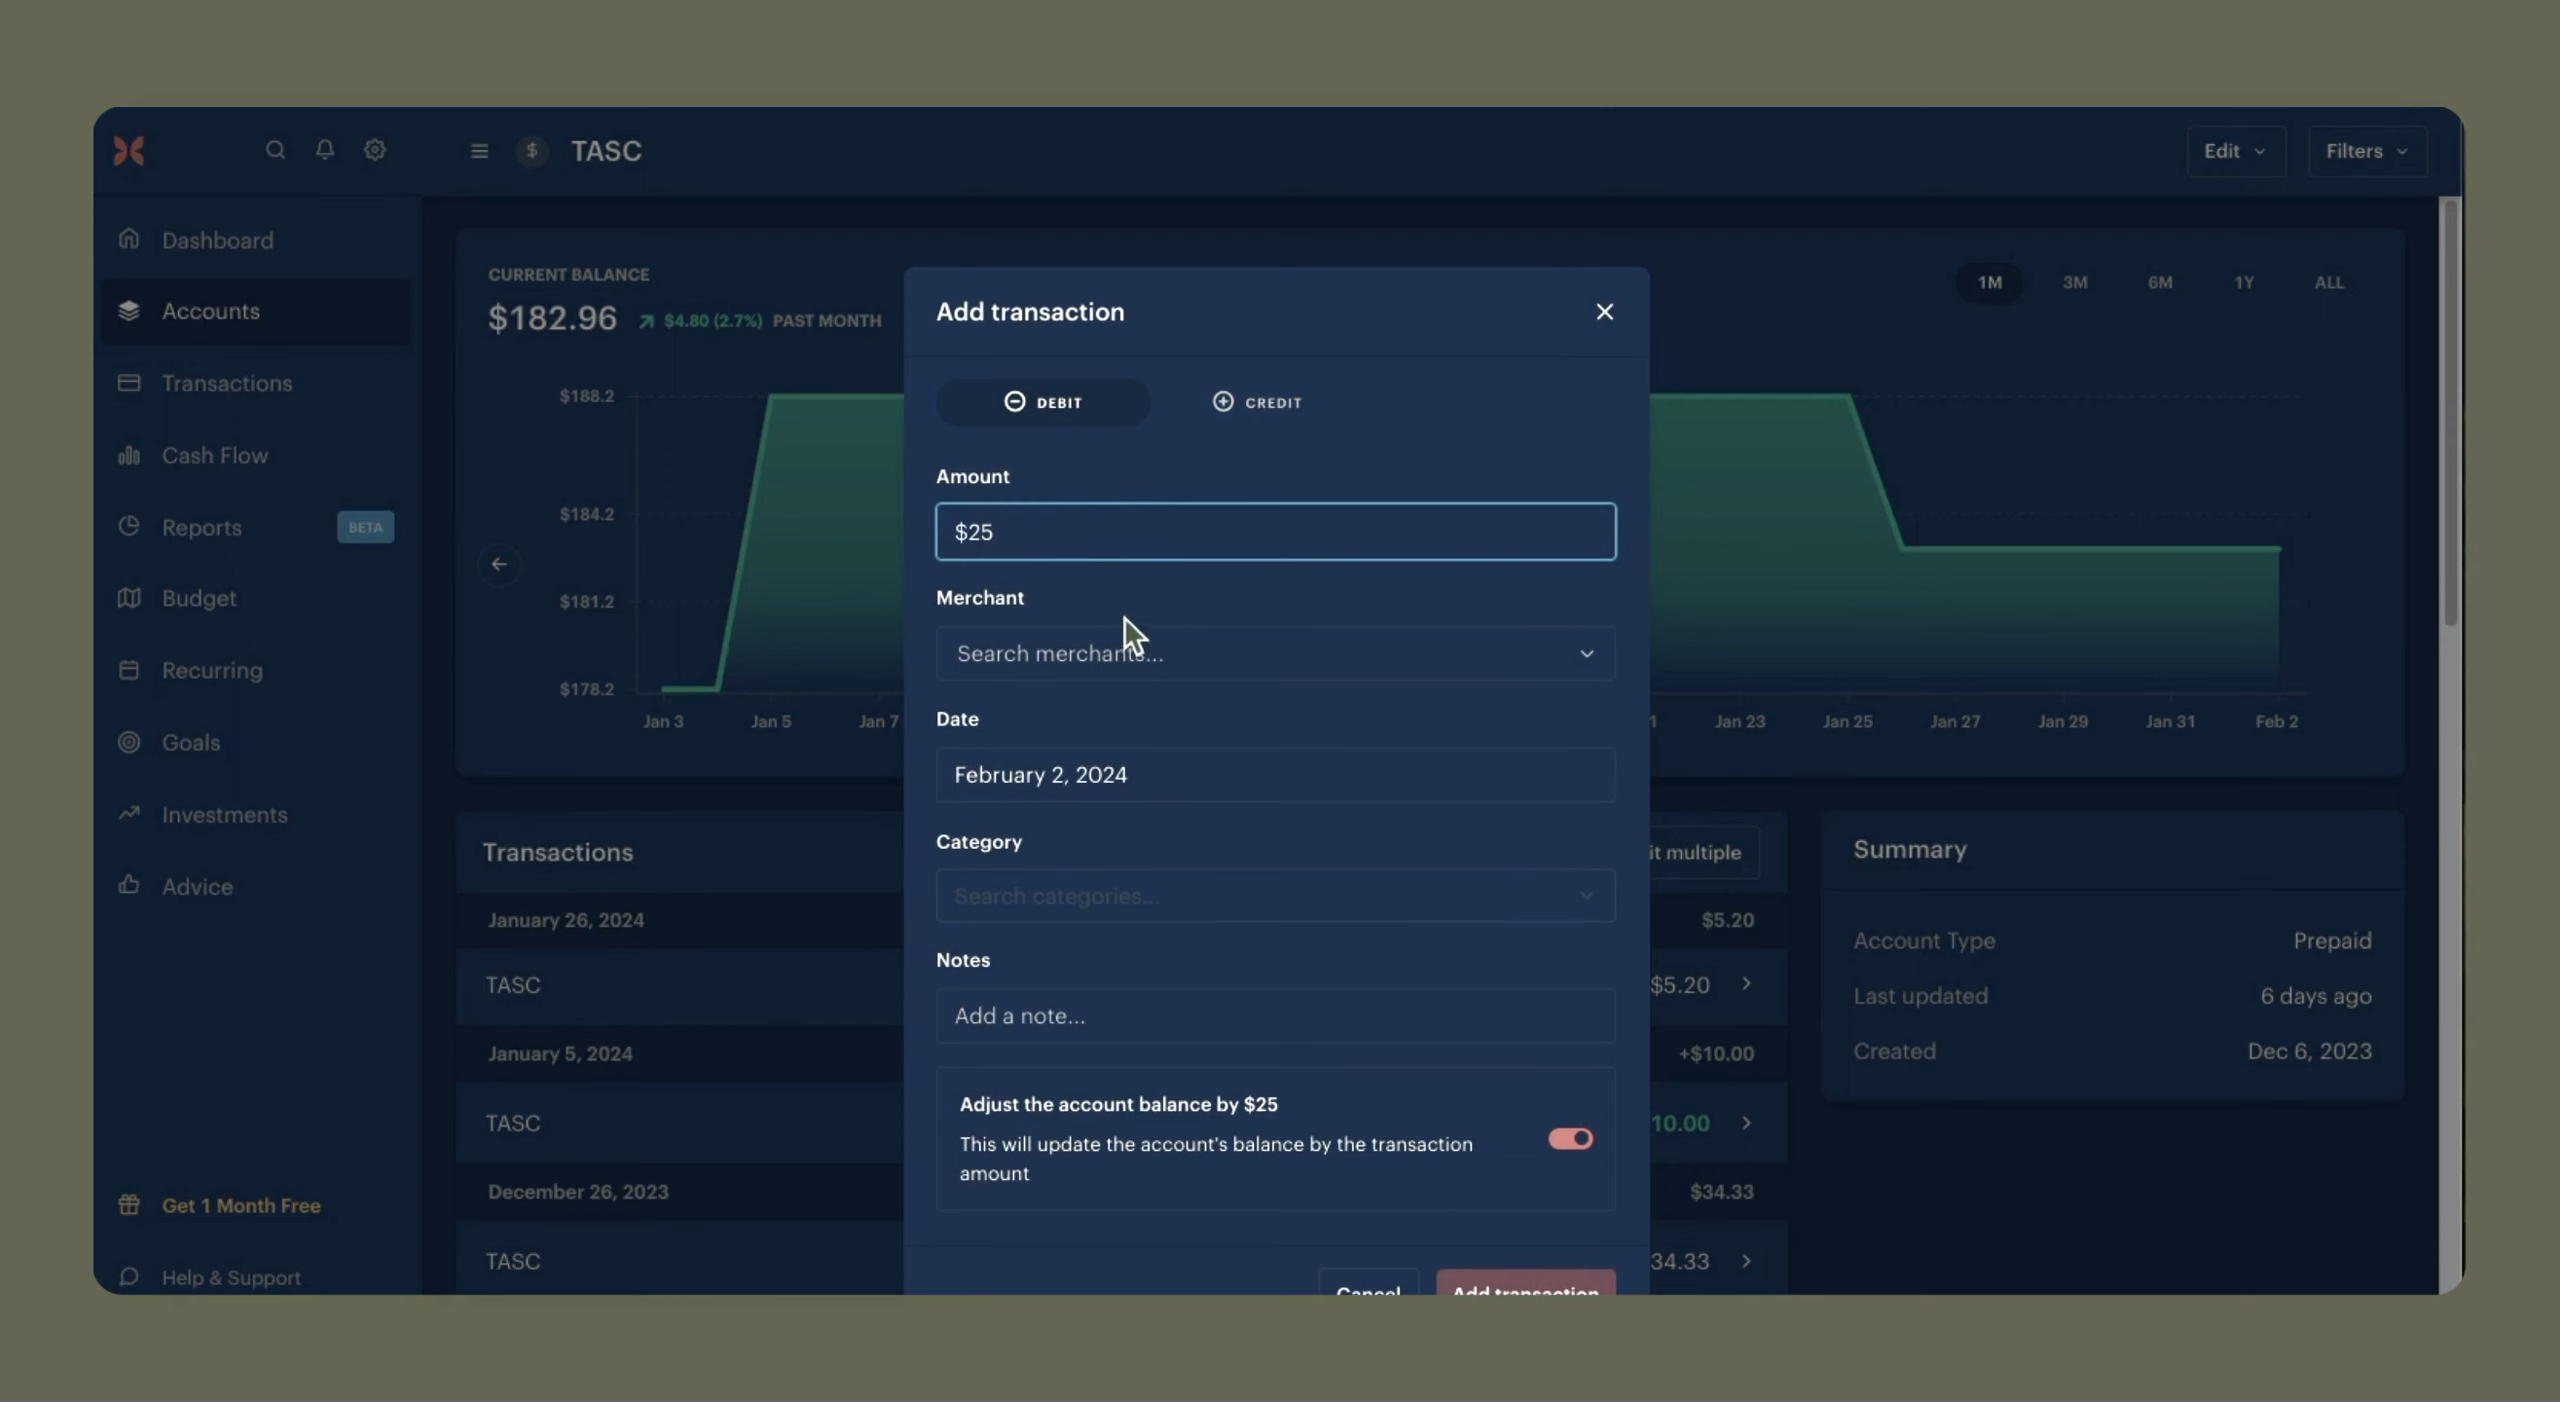 $ TASC
Edit
Filters
Dashboard
Accounts
Transactions
Cash Flow
Reports
BETA
Budget
Recurring
Goals
Investments
Advice
Get 1 Month Free
Help & Support
CURRENT BALANCE
$182.96 $4.80 (2.7%) PAST MONTH
1M 3M 6M 1Y ALL
$188.2
$184.2
$181.2
$178.2
Jan 3 Jan 5 Jan 7
Jan 23 Jan 25 Jan 27 Jan 29 Jan 31 Feb 2
Transactions
it multiple
January 26, 2024
$5.20
TASC
$5.20
January 5, 2024
+$10.00
TASC
10.00
December 26, 2023
$34.33
TASC
34.33
Summary
Account Type Prepaid
Last updated 6 days ago
Created Dec 6, 2023
Add transaction
DEBIT
CREDIT
Amount
$25
Merchant
Search merchants...
Date
February 2, 2024
Category
Search categories...
Notes
Add a note...
Adjust the account balance by $25
This will update the account's balance by the transaction
amount
Cancel
Add transaction